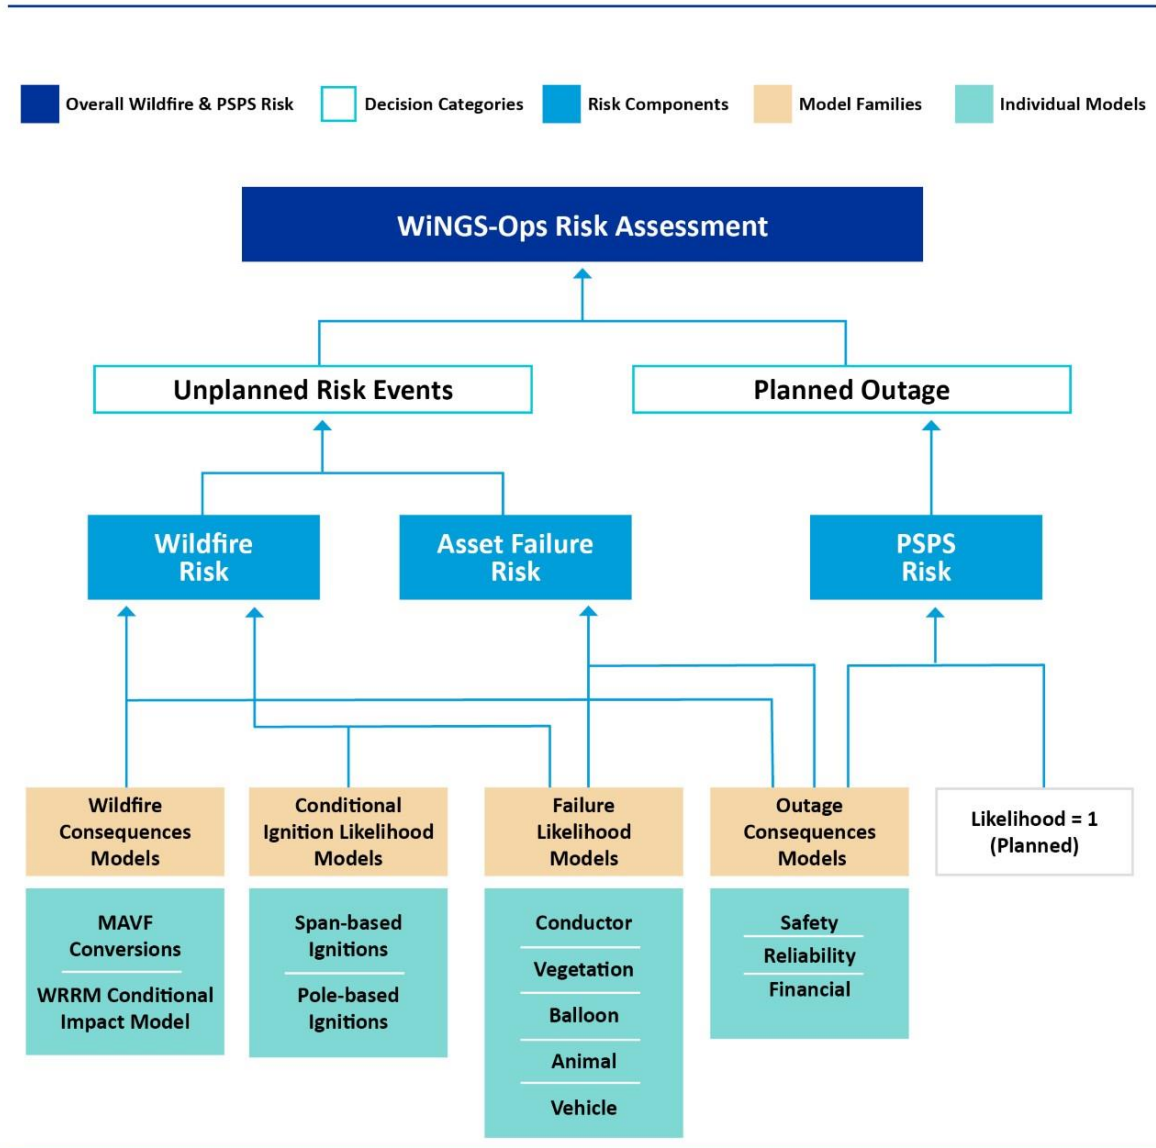 Overall Wildfire & PSPS Risk
Decision Categories
Risk Components
Model Families
Individual Models
WiNGS-Ops Risk Assessment
Unplanned Risk Events
Planned Outage
Wildfire
Risk
Asset Failure
Risk
PSPS
Risk
Wildfire
Consequences
Models
Conditional
Ignition Likelihood
Models
Failure
Likelihood
Models
Outage
Consequences
Models
Likelihood = 1
(Planned)
MAVF
Conversions
WRRM Conditional
Impact Model
Span-based
Ignitions
Pole-based
Ignitions
Conductor
Vegetation
Balloon
Animal
Vehicle
Safety
Reliability
Financial